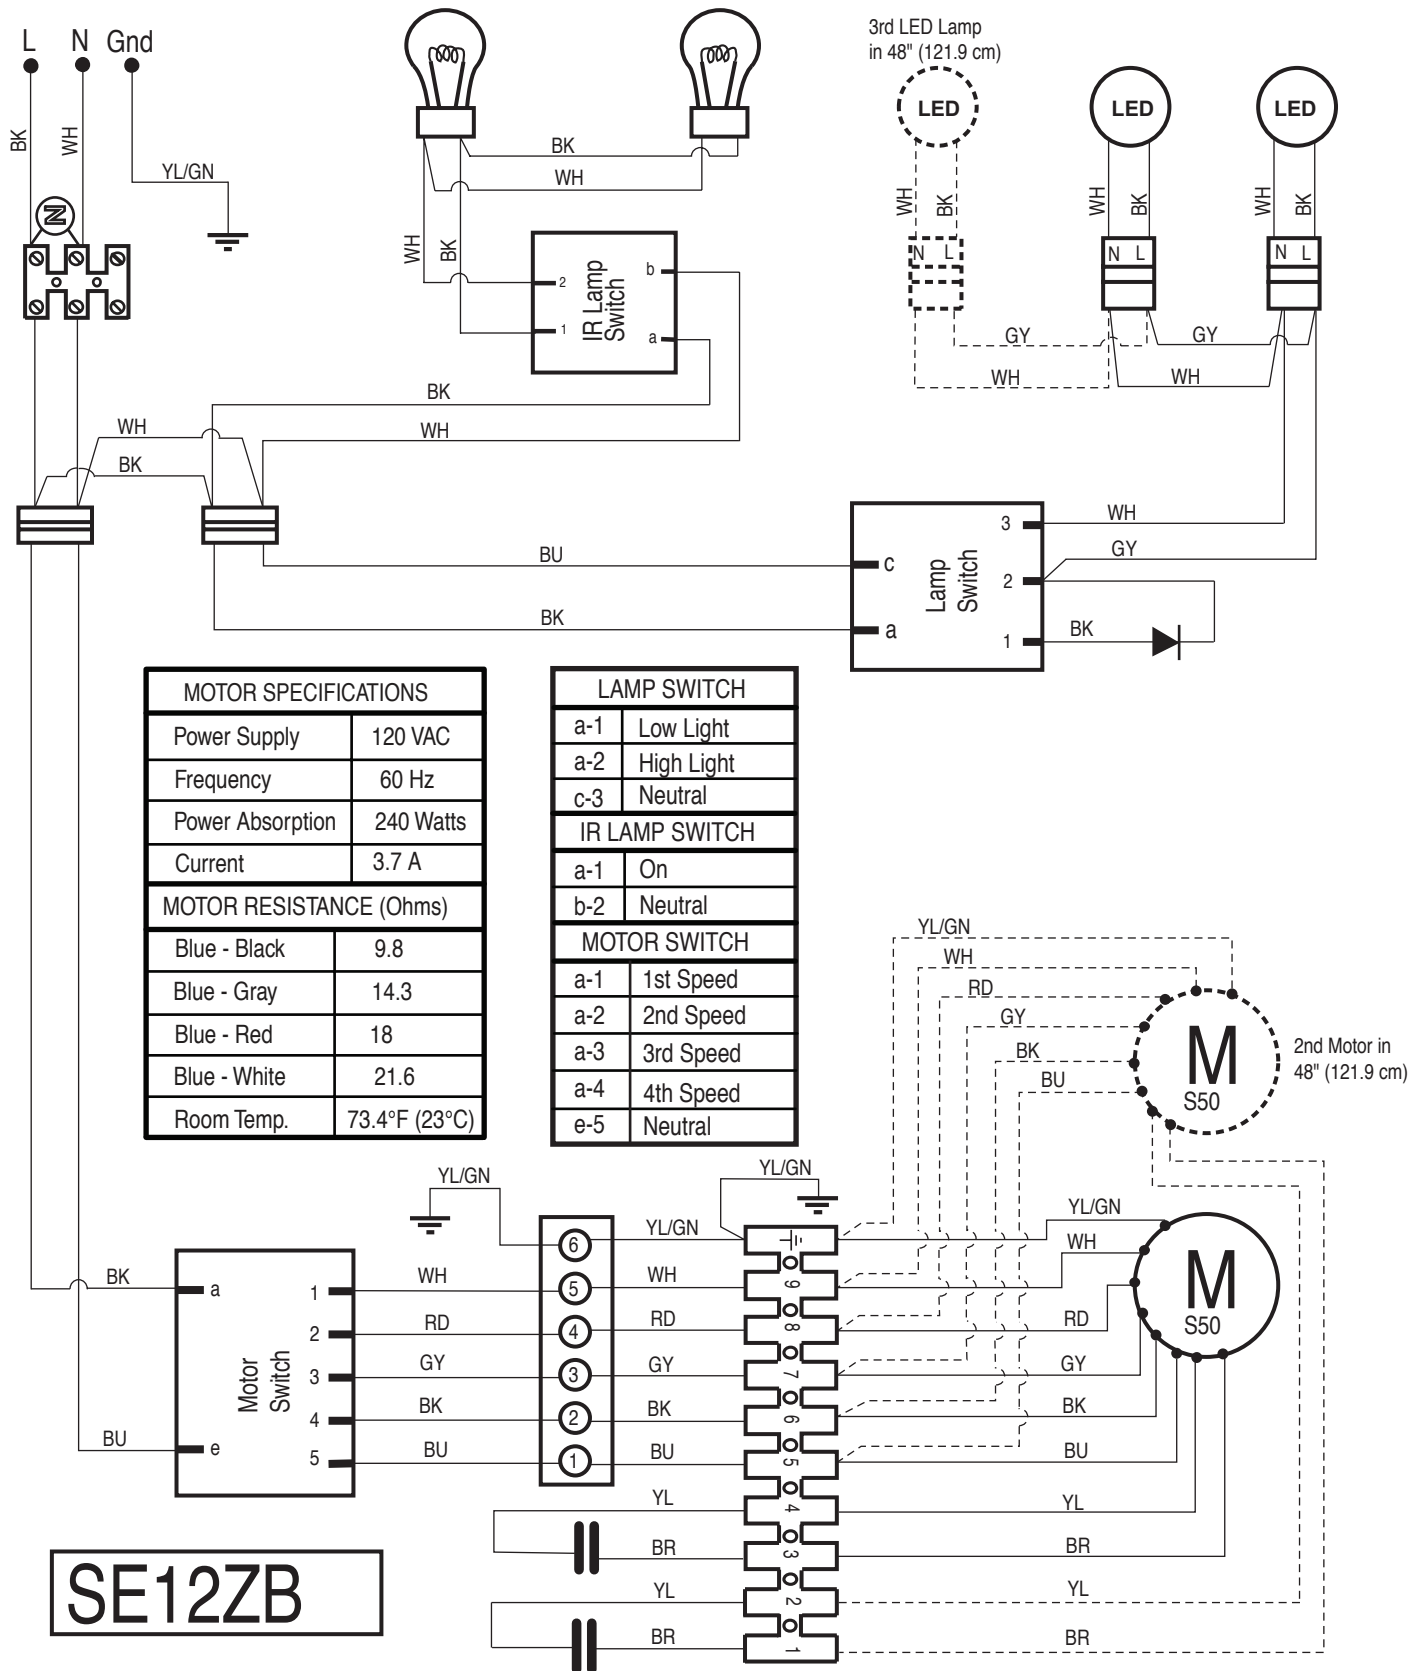 L N Gnd
3rd LED Lamp
in 48" (121.9 cm)
LED LED LED
BK WH YL/GN
BK
WH
N
WH BK
WH BK WH BK WH BK
N L N L N L
IR Lamp
Switch
2 b
1 a
GY GY
WH WH
BK
WH
WH
BK
BU
BK
Lamp
Switch
c 3 WH
GY
2
a 1 BK
MOTOR SPECIFICATIONS
Power Supply 120 VAC
Frequency 60 Hz
Power Absorption 240 Watts
Current 3.7 A
MOTOR RESISTANCE (Ohms)
Blue - Black 9.8
Blue - Gray 14.3
Blue - Red 18
Blue - White 21.6
Room Temp. 73.4°F (23°C)
LAMP SWITCH
a-1 Low Light
a-2 High Light
c-3 Neutral
IR LAMP SWITCH
a-1 On
b-2 Neutral
MOTOR SWITCH
a-1 1st Speed
a-2 2nd Speed
a-3 3rd Speed
a-4 4th Speed
e-5 Neutral
YL/GN
WH
RD
GY
BK
BU
M
S50
2nd Motor in
48" (121.9 cm)
YL/GN YL/GN
YL/GN YL/GN
6
BK a 1 WH 5 WH 9 WH
2 RD 4 RD 8 RD
Motor
Switch
3 GY 3 GY 7 GY
4 BK 2 BK 6 BK
BU e 5 BU 1 BU 5 BU
M
S50
YL 4 YL
BR 3 BR
YL 2 YL
BR 1 BR
SE12ZB